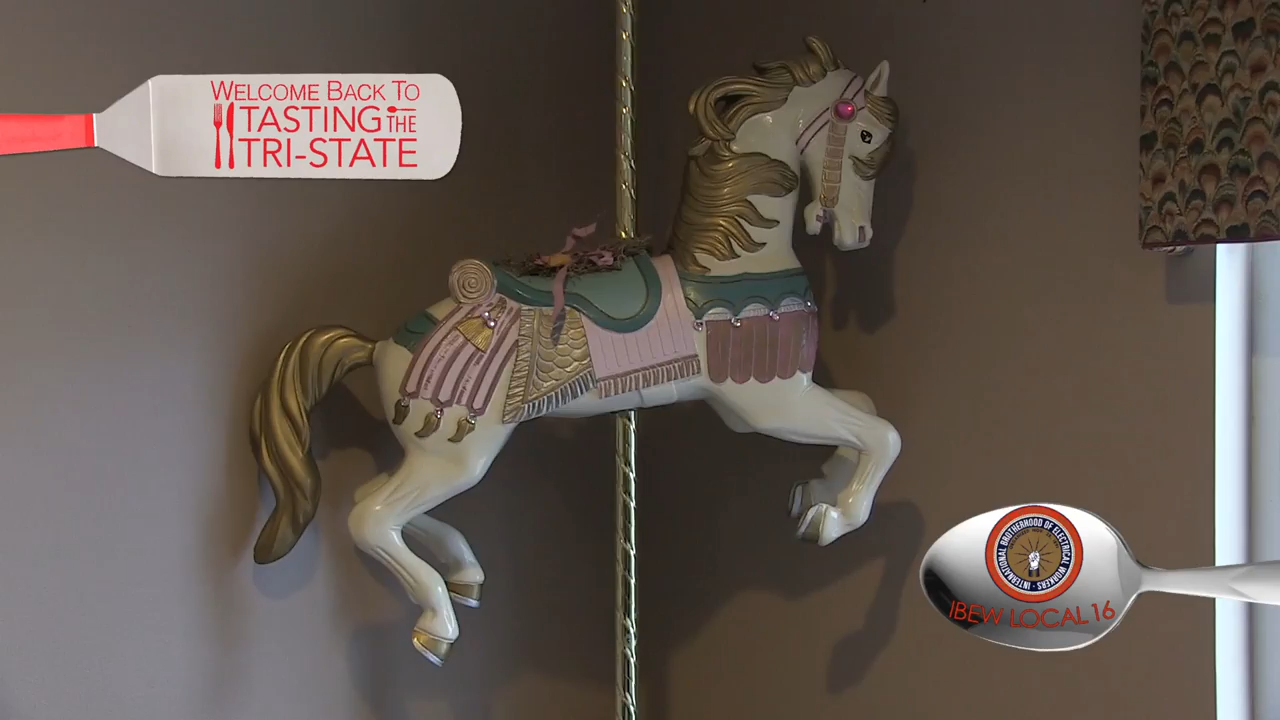 WELCOME BACK TO
TASTING THE
TRI-STATE
INTERNATIONAL BROTHERHOOD OF ELECTRICAL WORKERS
IBEW LOCAL 16